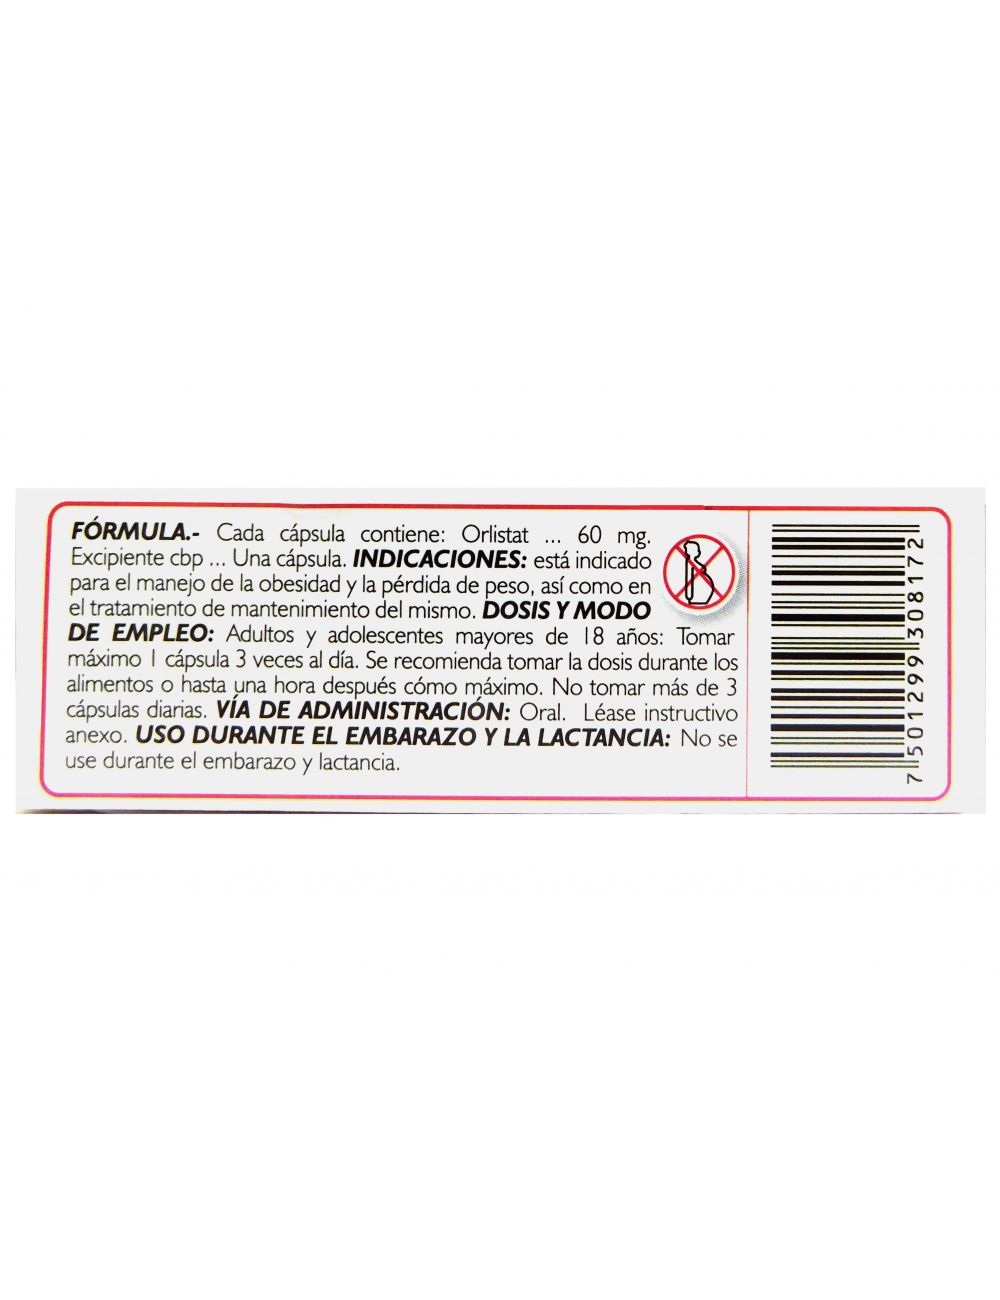 FÓRMULA.- Cada cápsula contiene: Orlistat ... 60 mg.
Excipiente cbp ... Una cápsula. INDICACIONES: está indicado
para el manejo de la obesidad y la pérdida de peso, así como en
el tratamiento de mantenimiento del mismo. DOSIS Y MODO
DE EMPLEO: Adultos y adolescentes mayores de 18 años: Tomar
máximo 1 cápsula 3 veces al día. Se recomienda tomar la dosis durante los
alimentos o hasta una hora después cómo máximo. No tomar más de 3
cápsulas diarias. VÍA DE ADMINISTRACIÓN: Oral. Léase instructivo
anexo. USO DURANTE EL EMBARAZO Y LA LACTANCIA: No se
use durante el embarazo y lactancia.
7 501299 308172